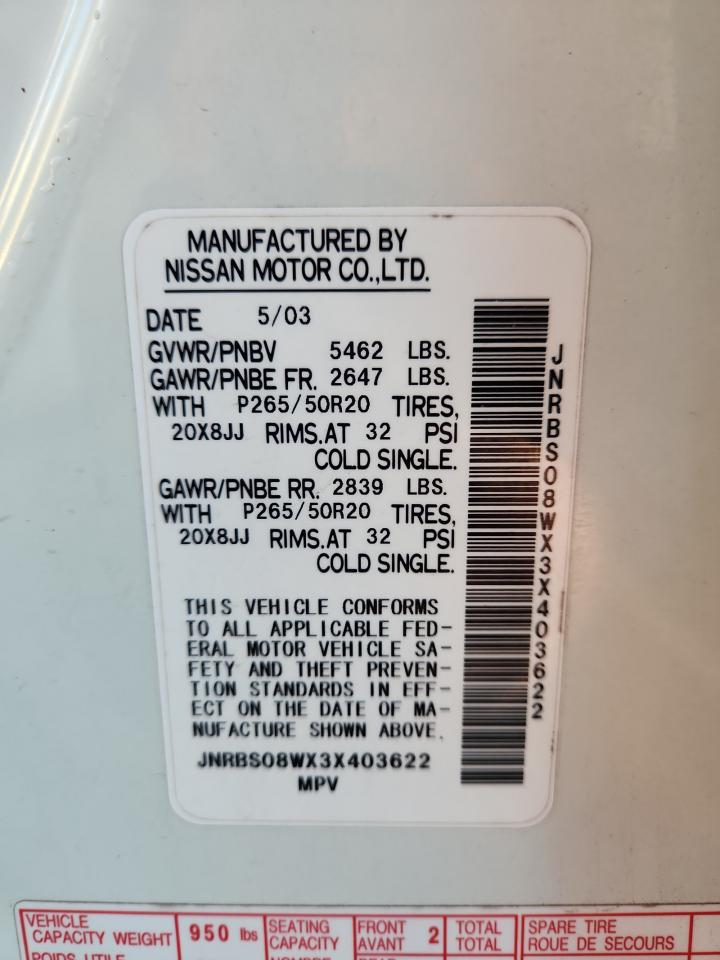 MANUFACTURED BY
NISSAN MOTOR CO.,LTD.
DATE 5/03
GVWR/PNBV 5462 LBS.
GAWR/PNBE FR. 2647 LBS.
WITH P265/50R20 TIRES,
20X8JJ RIMS.AT 32 PSI
COLD SINGLE.
GAWR/PNBE RR. 2839 LBS.
WITH P265/50R20 TIRES,
20X8JJ RIMS.AT 32 PSI
COLD SINGLE.
THIS VEHICLE CONFORMS
TO ALL APPLICABLE FED-
ERAL MOTOR VEHICLE SA-
FETY AND THEFT PREVEN-
TION STANDARDS IN EFF-
ECT ON THE DATE OF MA-
NUFACTURE SHOWN ABOVE.
JNRBS08WX3X403622
MPV
JNRBS08WX3X403622
VEHICLE
CAPACITY WEIGHT
950 lbs
SEATING
CAPACITY
FRONT
AVANT
2
TOTAL
TOTAL
SPARE TIRE
ROUE DE SECOURS
POIDS UTILE
NOMBRE